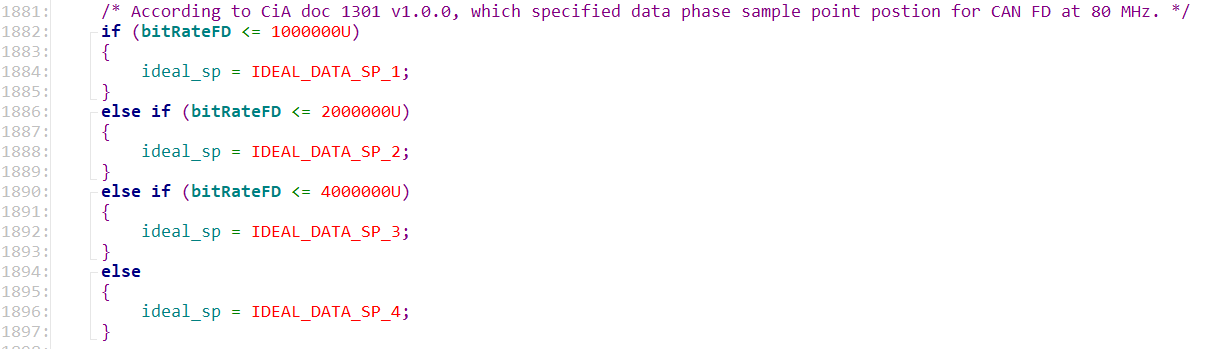 1881: /* According to CiA doc 1301 v1.0.0, which specified data phase sample point postion for CAN FD at 80 MHz. */
1882: if (bitRateFD <= 1000000U)
1883: {
1884: ideal_sp = IDEAL_DATA_SP_1;
1885: }
1886: else if (bitRateFD <= 2000000U)
1887: {
1888: ideal_sp = IDEAL_DATA_SP_2;
1889: }
1890: else if (bitRateFD <= 4000000U)
1891: {
1892: ideal_sp = IDEAL_DATA_SP_3;
1893: }
1894: else
1895: {
1896: ideal_sp = IDEAL_DATA_SP_4;
1897: }